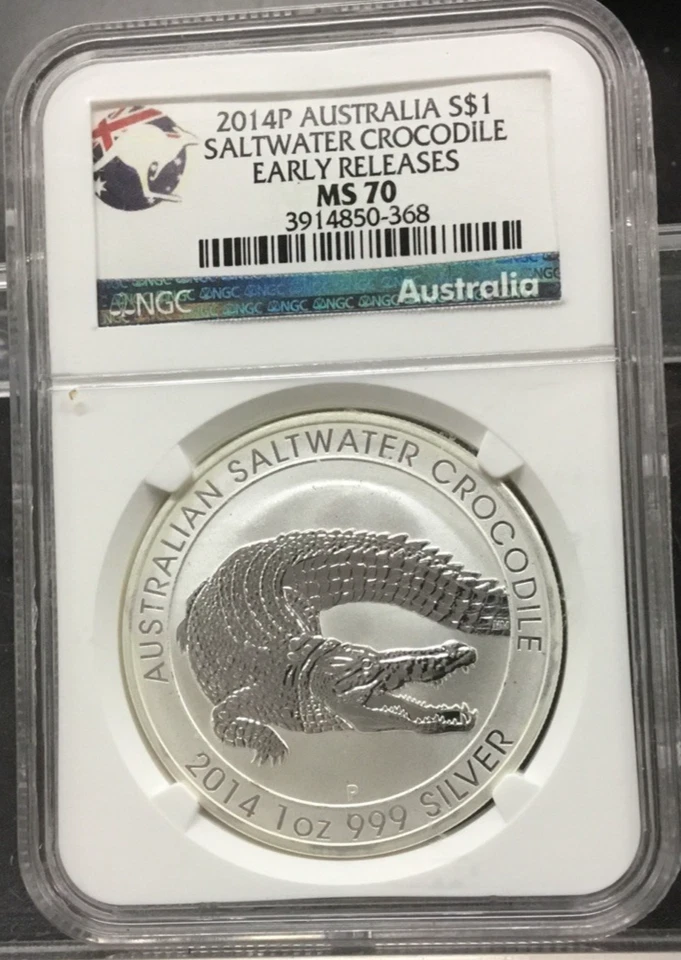 2014P AUSTRALIA S$1
SALTWATER CROCODILE
EARLY RELEASES
MS 70
3914850-368
NGC
Australia
AUSTRALIAN SALTWATER CROCODILE
P
2014 1oz 999 SILVER